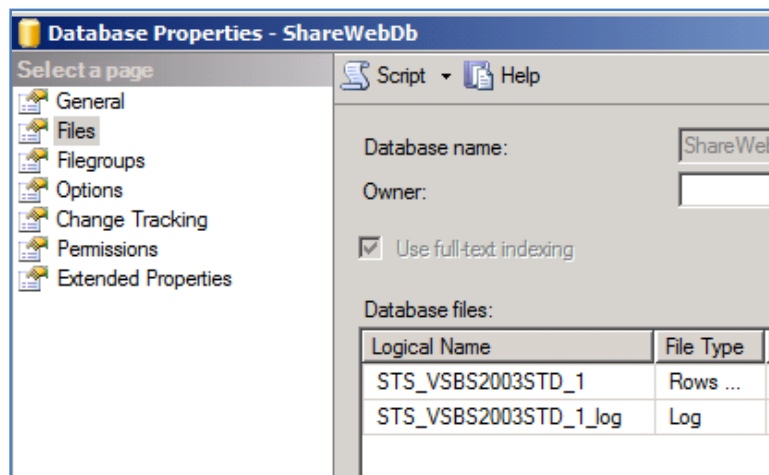 Database Properties - ShareWebDb
Select a page
General
Files
Filegroups
Options
Change Tracking
Permissions
Extended Properties
Script
Help
Database name:
ShareWeb
Owner:
Use full-text indexing
Database files:
Logical Name
File Type
STS_VSBS2003STD_1
Rows ...
STS_VSBS2003STD_1_log
Log